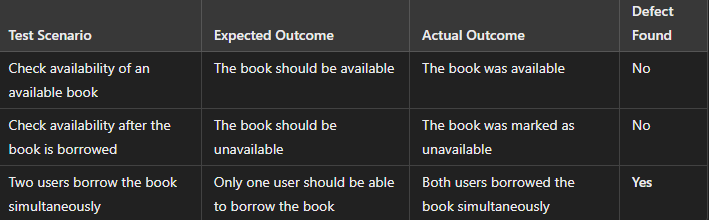 Test Scenario Expected Outcome Actual Outcome Defect Found
Check availability of an available book The book should be available The book was available No
Check availability after the book is borrowed The book should be unavailable The book was marked as unavailable No
Two users borrow the book simultaneously Only one user should be able to borrow the book Both users borrowed the book simultaneously Yes